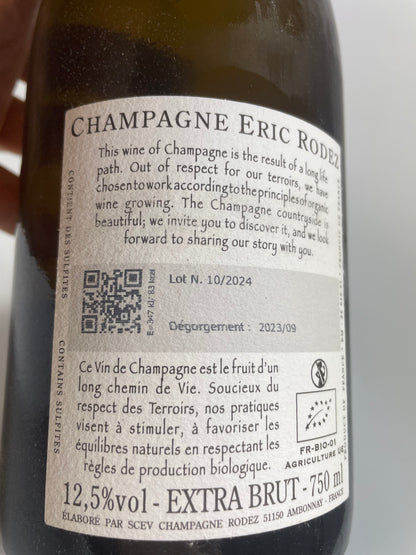 CHAMPAGNE ERIC RODEZ
This wine of Champagne is the result of a long life
path. Out of respect for our terroirs, we have
chosen to work according to the principles of organic
wine growing. The Champagne countryside is
beautiful; we invite you to discover it, and we look
forward to sharing our story with you.
CONTIENT DES SULFITES
CONTAINS SULFITES
E=347 kJ/ 83 kcal
Lot N. 10/2024
Dégorgement : 2023/09
Ce Vin de Champagne est le fruit d'un
long chemin de Vie. Soucieux du
respect des Terroirs, nos pratiques
visent à stimuler, à favoriser les
équilibres naturels en respectant les
règles de production biologique.
FR-BIO-01
AGRICULTURE UE
12,5%vol - EXTRA BRUT - 750 ml
ÉLABORÉ PAR SCEV CHAMPAGNE RODEZ 51150 AMBONNAY - FRANCE